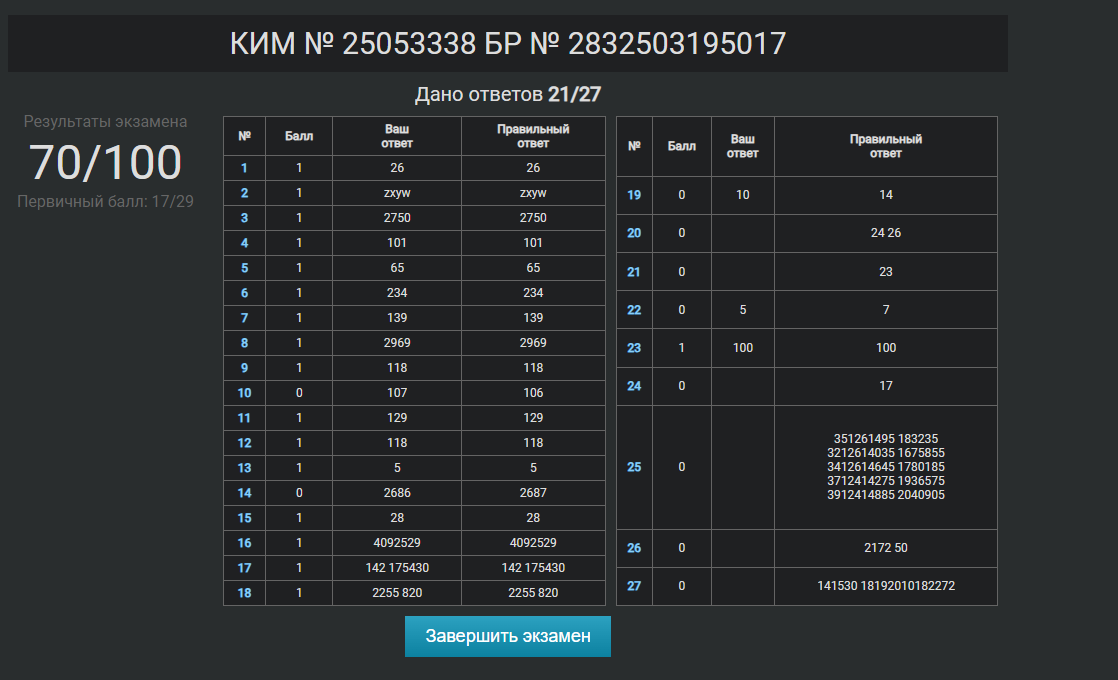 КИМ № 25053338 БР № 2832503195017
Дано ответов 21/27
Результаты экзамена
70/100
Первичный балл: 17/29
№ Балл Ваш ответ Правильный ответ
1 1 26 26
2 1 zxyw zxyw
3 1 2750 2750
4 1 101 101
5 1 65 65
6 1 234 234
7 1 139 139
8 1 2969 2969
9 1 118 118
10 0 107 106
11 1 129 129
12 1 118 118
13 1 5 5
14 0 2686 2687
15 1 28 28
16 1 4092529 4092529
17 1 142 175430 142 175430
18 1 2255 820 2255 820
№ Балл Ваш ответ Правильный ответ
19 0 10 14
20 0 24 26
21 0 23
22 0 5 7
23 1 100 100
24 0 17
25 0 351261495 183235
3212614035 1675855
3412614645 1780185
3712414275 1936575
3912414885 2040905
26 0 2172 50
27 0 141530 18192010182272
Завершить экзамен